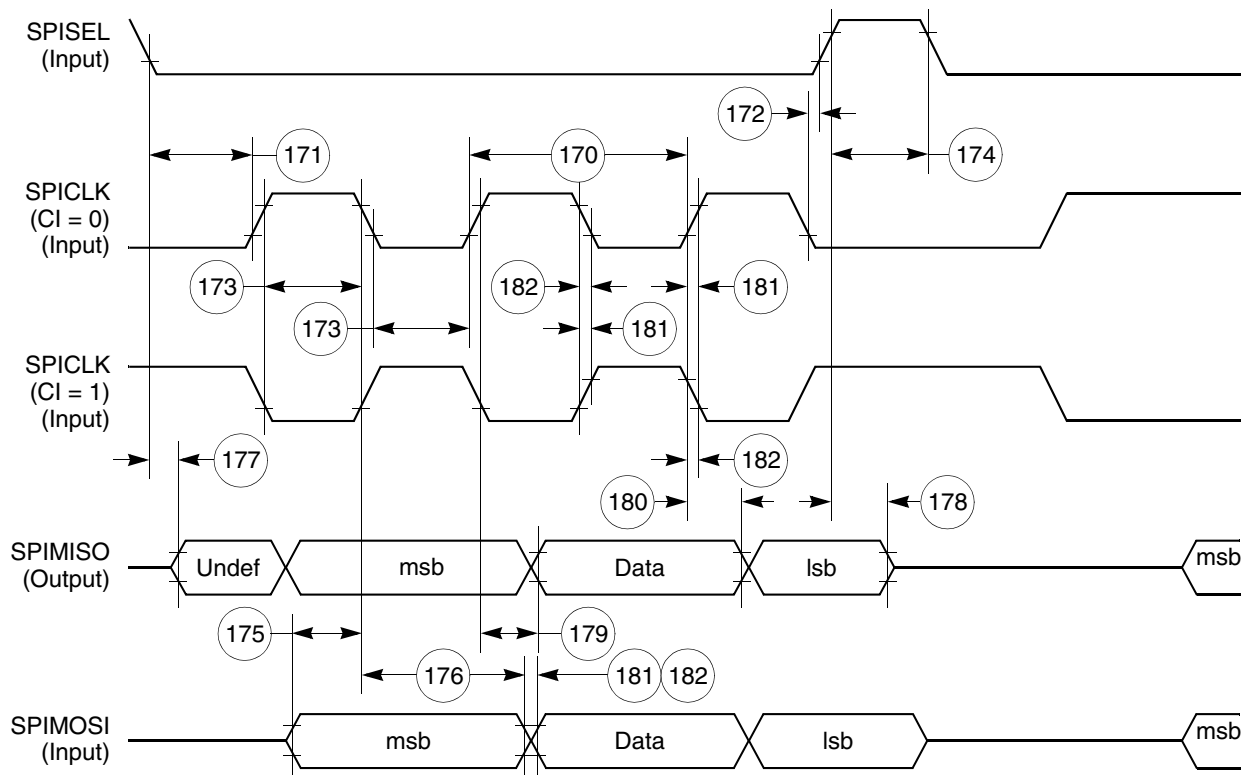 SPISEL
(Input)
172
171
170
174
SPICLK
(CI = 0)
(Input)
173
182
181
173
181
SPICLK
(CI = 1)
(Input)
177
182
180
178
SPIMISO
(Output)
Undef
msb
Data
lsb
msb
175
179
176
181
182
SPIMOSI
(Input)
msb
Data
lsb
msb